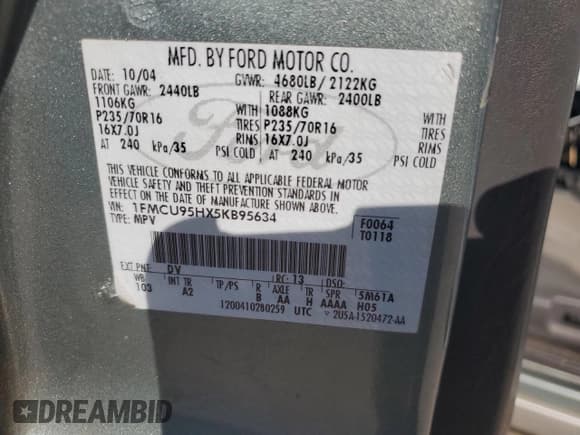 MFD. BY FORD MOTOR CO.
DATE: 10/04 GVWR: 4680LB/ 2122KG
FRONT GAWR: 2440LB REAR GAWR: 2400LB
1106KG WITH 1088KG WITH
P235/70R16 TIRES P235/70R16 TIRES
16X7.0J RIMS 16X7.0J RIMS
AT 240 kPa/35 PSI COLD AT 240 kPa/35 PSI COLD
THIS VEHICLE CONFORMS TO ALL APPLICABLE FEDERAL MOTOR
VEHICLE SAFETY AND THEFT PREVENTION STANDARDS IN
EFFECT ON THE DATE OF MANUFACTURE SHOWN ABOVE.
VIN: 1FMCU95HX5KB95634 F0064
TYPE: MPV T0118
Ford
EXT PNT: DV RC: 13 DSO:
WB INT TR TP/PS R AXLE TR SPR 5M61A
103 A2 B AA H AAAA H05
1200410280259 UTC 2U5A-1520472-AA
DREAMBID